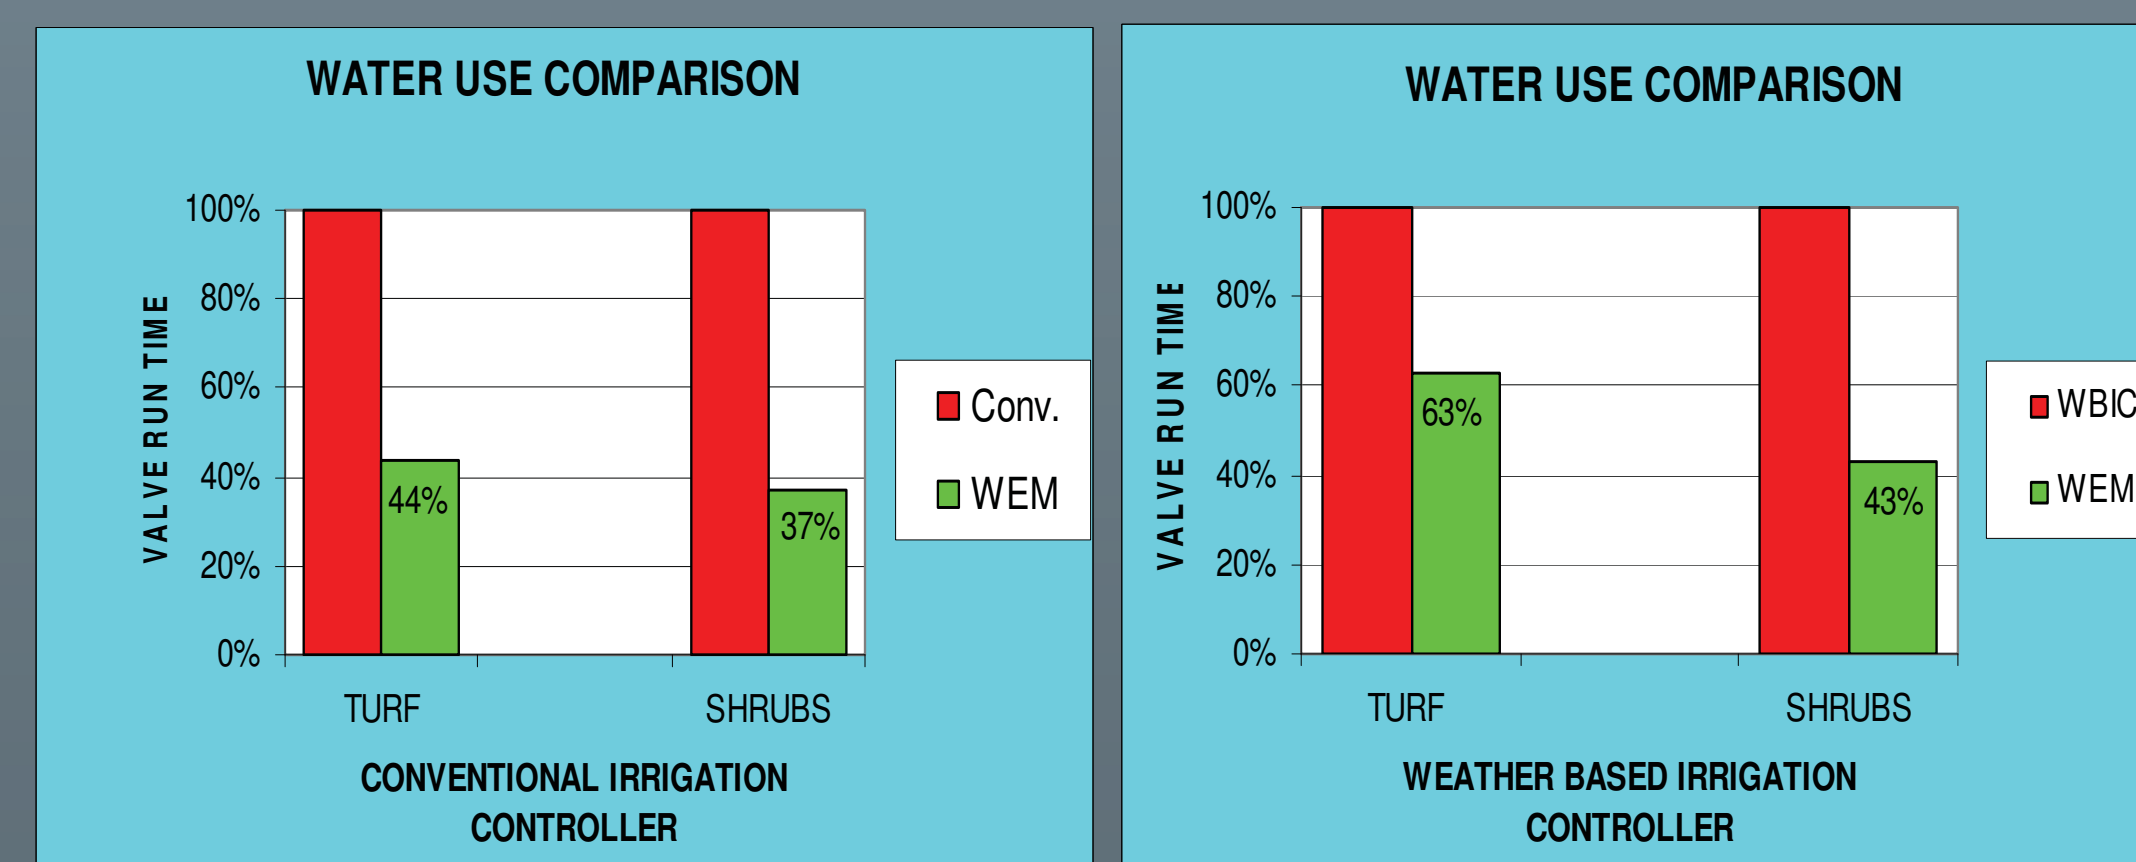 WATER USE COMPARISON
100%
80%
60%
40%
20%
0%
VALVE RUN TIME
44%
37%
TURF
SHRUBS
CONVENTIONAL IRRIGATION
CONTROLLER
Conv.
WEM
WATER USE COMPARISON
100%
80%
60%
40%
20%
0%
VALVE RUN TIME
63%
43%
TURF
SHRUBS
WEATHER BASED IRRIGATION
CONTROLLER
WBIC
WEM